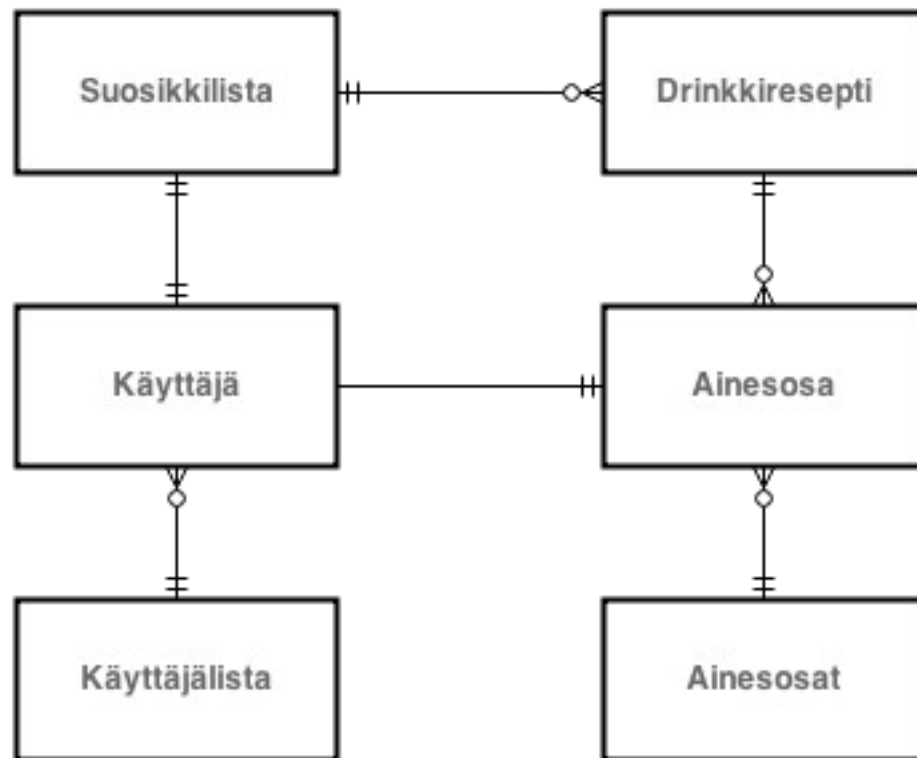 Suosikkilista
Drinkkiresepti
Käyttäjä
Ainesosa
Käyttäjälista
Ainesosat